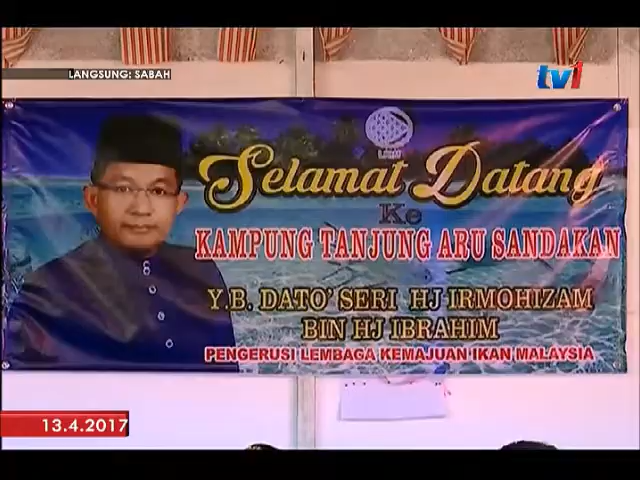 LANGSUNG: SABAH
tv1
LKIM
Selamat Datang
Ke
KAMPUNG TANJUNG ARU SANDAKAN
Y.B. DATO' SERI HJ IRMOHIZAM
BIN HJ IBRAHIM
PENGERUSI LEMBAGA KEMAJUAN IKAN MALAYSIA
13.4.2017